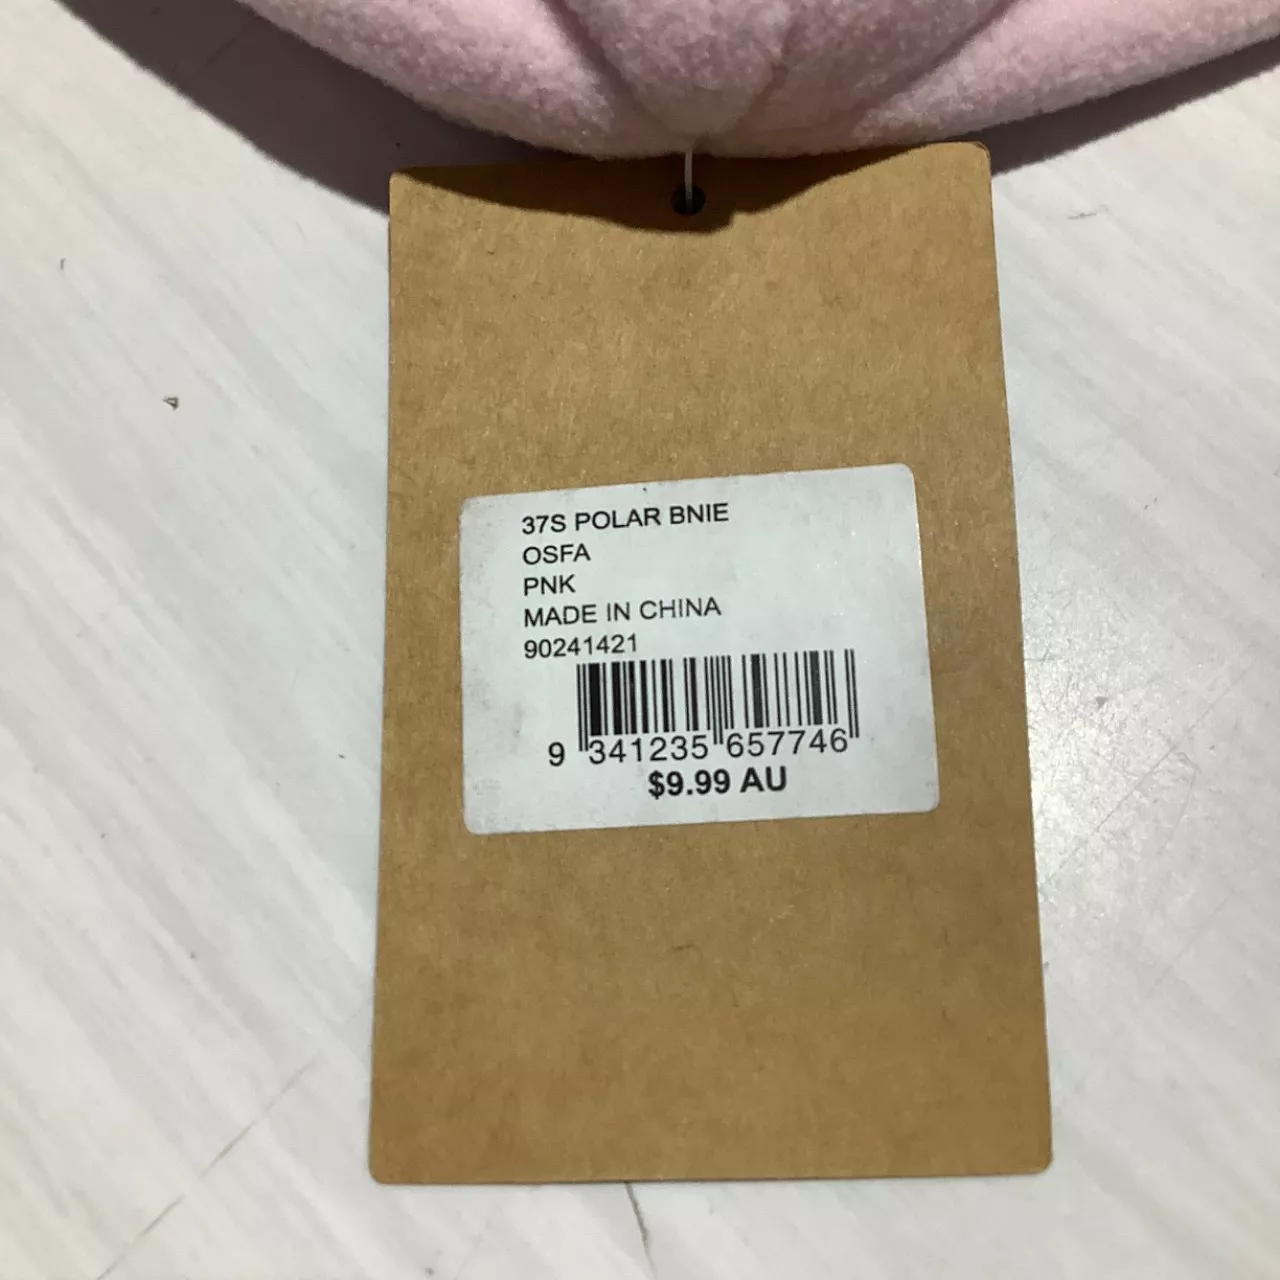 37S POLAR BNIE
OSFA
PNK
MADE IN CHINA
90241421
9 341235 657746
$9.99 AU